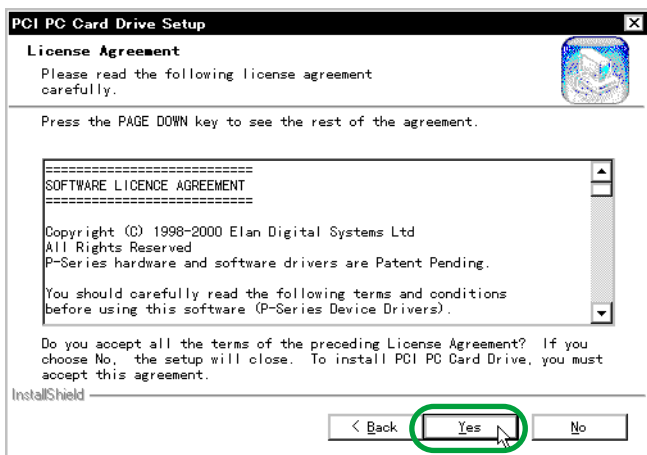 PCI PC Card Drive Setup
License Agreement
Please read the following license agreement
carefully.
Press the PAGE DOWN key to see the rest of the agreement.
===========================
SOFTWARE LICENCE AGREEMENT
===========================
Copyright (C) 1998-2000 Elan Digital Systems Ltd
All Rights Reserved
P-Series hardware and software drivers are Patent Pending.
You should carefully read the following terms and conditions
before using this software (P-Series Device Drivers).
Do you accept all the terms of the preceding License Agreement?  If you
choose No,  the setup will close.  To install PCI PC Card Drive, you must
accept this agreement.
InstallShield
< Back   Yes   No